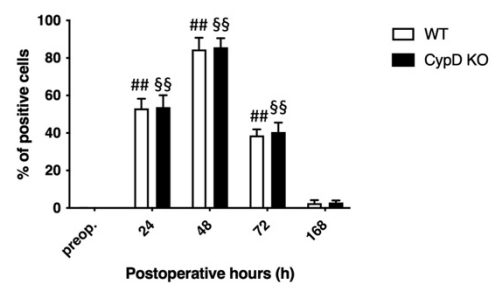 100
80
60
40
20
0
% of positive cells
## §§
## §§
## §§
WT
CypD KO
preop.
24
48
72
168
Postoperative hours (h)